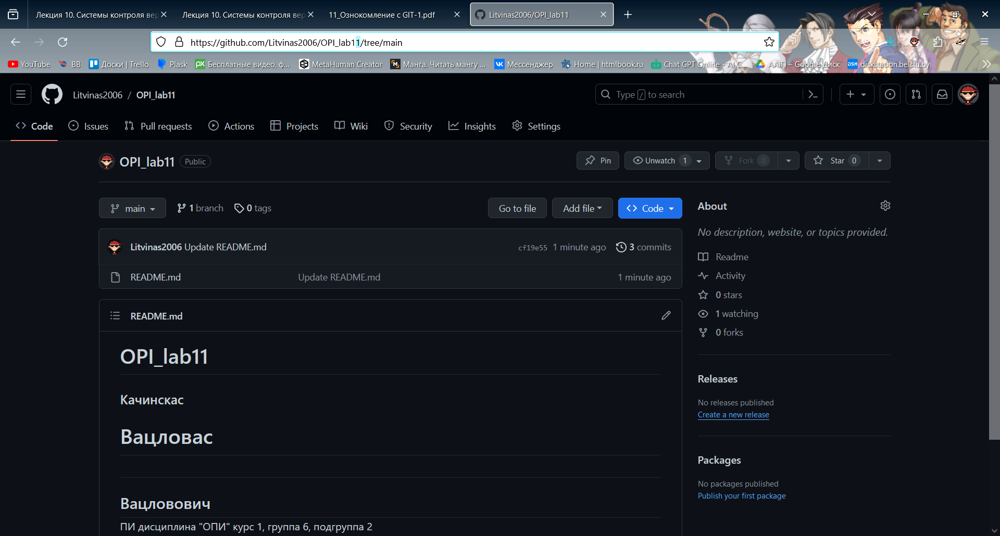 Лекция 10. Системы контроля вер
Лекция 10. Системы контроля вер
11_Ознокомление с GIT-1.pdf
Litvinas2006/OPI_lab11
https://github.com/Litvinas2006/OPI_lab11/tree/main
YouTube
BB
Доски | Trello
Plask
Бесплатные видео, ф...
MetaHuman Creator
Манга. Читать мангу ...
Мессенджер
Home | htmlbook.ru
Chat GPT Online - AI C...
ААіП – Google Диск
diskstation.belstu.by
Litvinas2006 / OPI_lab11
Type / to search
Code
Issues
Pull requests
Actions
Projects
Wiki
Security
Insights
Settings
OPI_lab11 Public
Pin
Unwatch 1
Fork 0
Star 0
main
1 branch
0 tags
Go to file
Add file
Code
Litvinas2006 Update README.md
cf19e55 1 minute ago
3 commits
README.md
Update README.md
1 minute ago
README.md
OPI_lab11
Качинскас
Вацловас
Вацловович
ПИ дисциплина "ОПИ" курс 1, группа 6, подгруппа 2
About
No description, website, or topics provided.
Readme
Activity
0 stars
1 watching
0 forks
Releases
No releases published
Create a new release
Packages
No packages published
Publish your first package